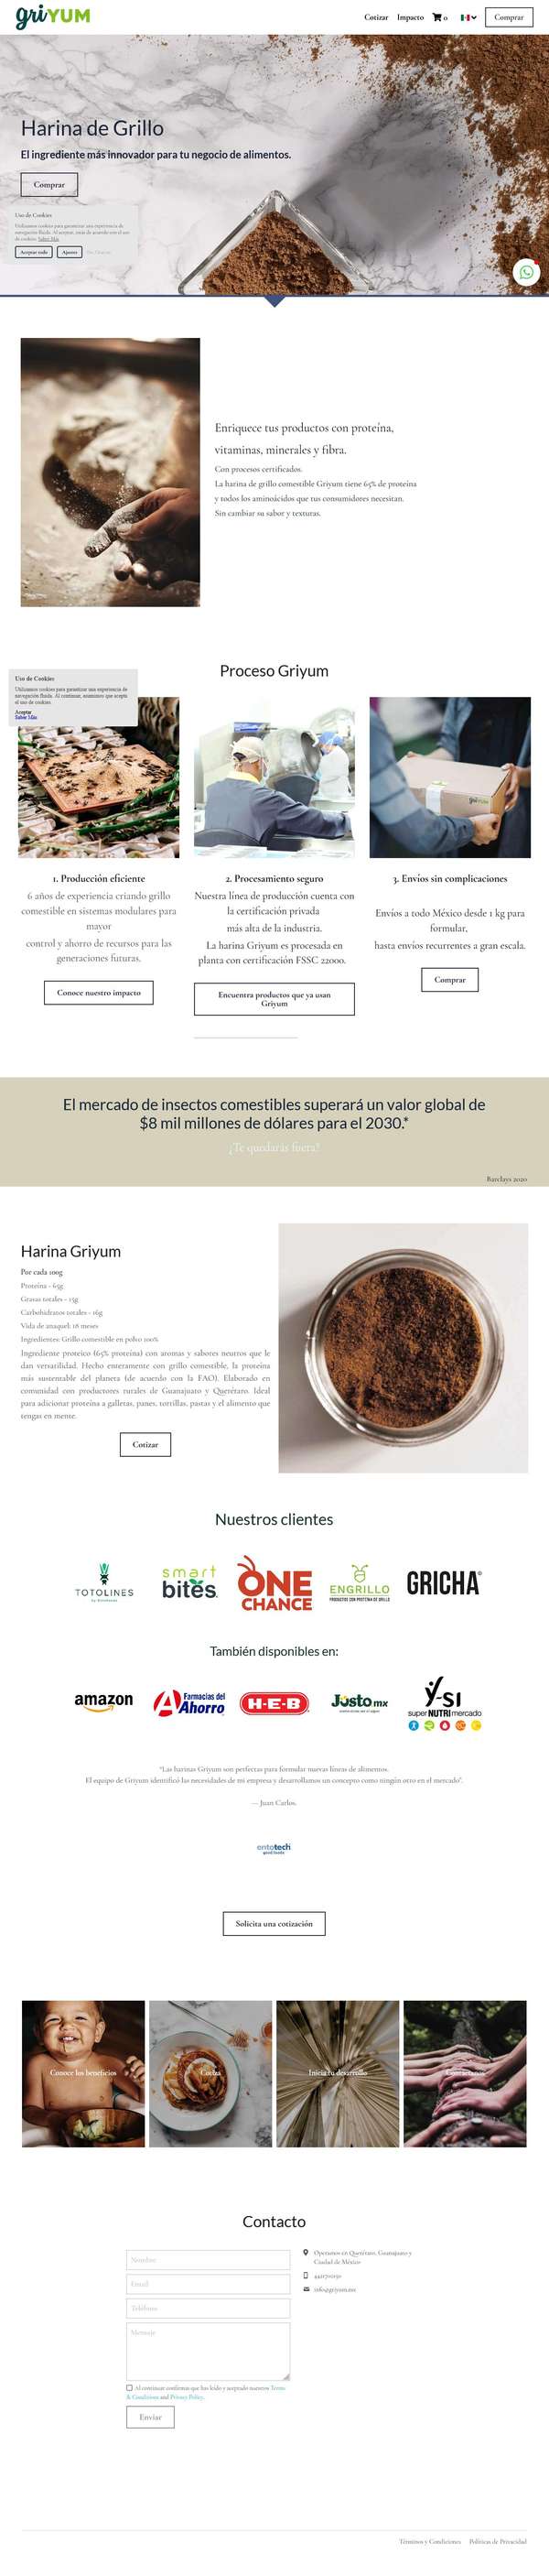 griYUM
Cotizar Impacto 0 Comprar
Harina de Grillo
El ingrediente más innovador para tu negocio de alimentos.
Comprar
Uso de Cookies
Utilizamos cookies para garantizar una experiencia de
navegación fluida. Al aceptar, estás de acuerdo con el uso
de cookies. Saber Más
Aceptar todo Ajustes
Enriquece tus productos con proteína,
vitaminas, minerales y fibra.
Con procesos certificados.
La harina de grillo comestible Griyum tiene 65% de proteína
y todos los aminoácidos que tus consumidores necesitan.
Sin cambiar su sabor y texturas.
Proceso Griyum
Uso de Cookies
Utilizamos cookies para garantizar una experiencia de
navegación fluida. Al continuar, asumimos que acepta
el uso de cookies.
Aceptar
Saber Más
griYUM
1. Producción eficiente
6 años de experiencia criando grillo
comestible en sistemas modulares para
mayor
control y ahorro de recursos para las
generaciones futuras.
Conoce nuestro impacto
2. Procesamiento seguro
Nuestra línea de producción cuenta con
la certificación privada
más alta de la industria.
La harina Griyum es procesada en
planta con certificación FSSC 22000.
Encuentra productos que ya usan
Griyum
3. Envíos sin complicaciones
Envíos a todo México desde 1 kg para
formular,
hasta envíos recurrentes a gran escala.
Comprar
El mercado de insectos comestibles superará un valor global de
$8 mil millones de dólares para el 2030.*
¿Te quedarás fuera?
Barclays 2020
Harina Griyum
Por cada 100g
Proteína - 65g
Grasas totales - 15g
Carbohidratos totales - 16g
Vida de anaquel: 18 meses
Ingredientes: Grillo comestible en polvo 100%
Ingrediente proteico (65% proteína) con aromas y sabores neutros que le
dan versatilidad. Hecho enteramente con grillo comestible, la proteína
más sustentable del planeta (de acuerdo con la FAO). Elaborado en
comunidad con productores rurales de Guanajuato y Querétaro. Ideal
para adicionar proteína a galletas, panes, tortillas, pastas y el alimento que
tengas en mente.
Cotizar
Nuestros clientes
TOTOLINES
smart
bites
ONE
CHANCE
ENGRILLO
PRODUCTOS CON PROTEÍNA DE GRILLO
GRICHA
También disponibles en:
amazon
Farmacias del
Ahorro
H-E-B
Justo mx
Y-SI
super NUTRI mercado
"Las harinas Griyum son perfectas para formular nuevas líneas de alimentos.
El equipo de Griyum identificó las necesidades de mi empresa y desarrollamos un concepto como ningún otro en el mercado".
— Juan Carlos.
entotech
Solicita una cotización
Conoce los beneficios
Cocina
Inicia tu desarrollo
Contáctanos
Contacto
Nombre
Email
Teléfono
Mensaje
Al continuar confirmas que has leído y aceptado nuestros Terms
& Conditions and Privacy Policy.
Enviar
Operamos en Querétaro, Guanajuato y
Ciudad de México
Términos y Condiciones Políticas de Privacidad